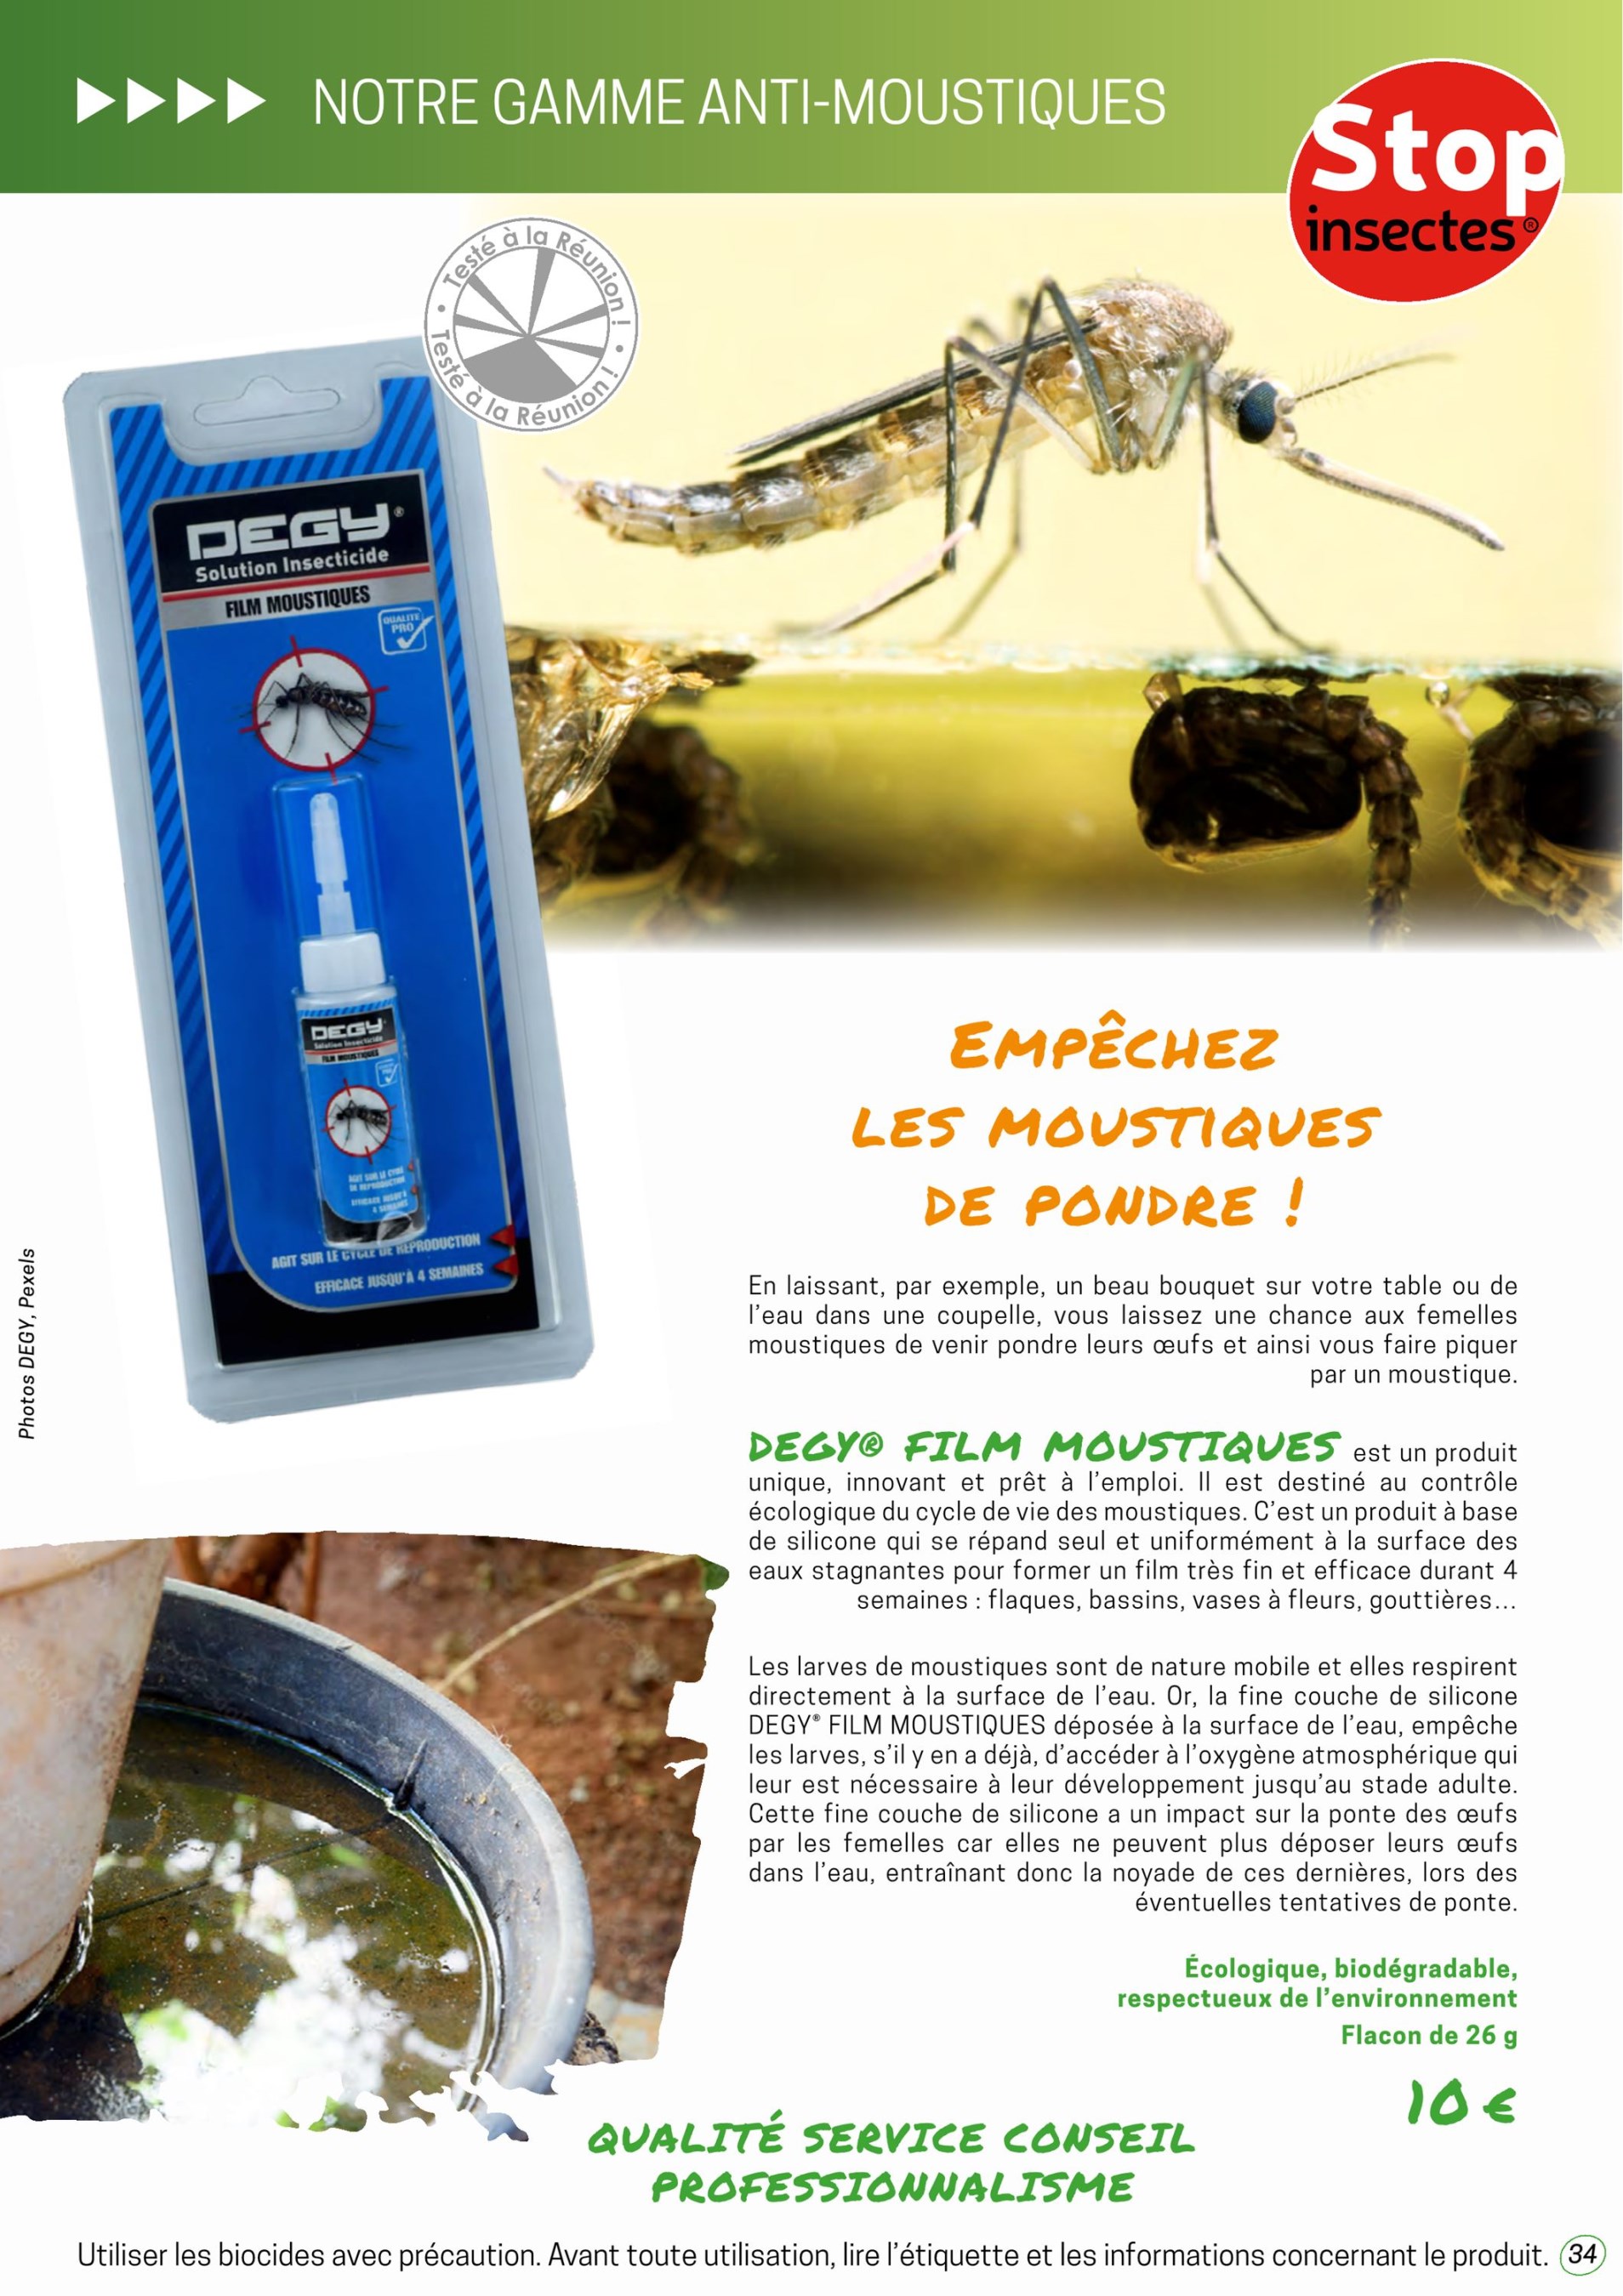 NOTRE GAMME ANTI-MOUSTIQUES
Stop
insectes®
Testé à la Réunion !
Testé à la Réunion !
DEGY®
Solution Insecticide
FILM MOUSTIQUES
QUALITE
PRO
DEGY
Solution Insecticide
FILM MOUSTIQUES
AGIT SUR LE CYCLE
DE REPRODUCTION
EFFICACE JUSQU'À
4 SEMAINES
AGIT SUR LE CYCLE DE REPRODUCTION
EFFICACE JUSQU'À 4 SEMAINES
Photos DEGY, Pexels
EMPÊCHEZ
LES MOUSTIQUES
DE PONDRE !
En laissant, par exemple, un beau bouquet sur votre table ou de
l'eau dans une coupelle, vous laissez une chance aux femelles
moustiques de venir pondre leurs œufs et ainsi vous faire piquer
par un moustique.
DEGY® FILM MOUSTIQUES est un produit
unique, innovant et prêt à l'emploi. Il est destiné au contrôle
écologique du cycle de vie des moustiques. C'est un produit à base
de silicone qui se répand seul et uniformément à la surface des
eaux stagnantes pour former un film très fin et efficace durant 4
semaines : flaques, bassins, vases à fleurs, gouttières...
Les larves de moustiques sont de nature mobile et elles respirent
directement à la surface de l'eau. Or, la fine couche de silicone
DEGY® FILM MOUSTIQUES déposée à la surface de l'eau, empêche
les larves, s'il y en a déjà, d'accéder à l'oxygène atmosphérique qui
leur est nécessaire à leur développement jusqu'au stade adulte.
Cette fine couche de silicone a un impact sur la ponte des œufs
par les femelles car elles ne peuvent plus déposer leurs œufs
dans l'eau, entraînant donc la noyade de ces dernières, lors des
éventuelles tentatives de ponte.
Écologique, biodégradable,
respectueux de l'environnement
Flacon de 26 g
10 €
QUALITÉ SERVICE CONSEIL
PROFESSIONNALISME
Utiliser les biocides avec précaution. Avant toute utilisation, lire l'étiquette et les informations concernant le produit. 34